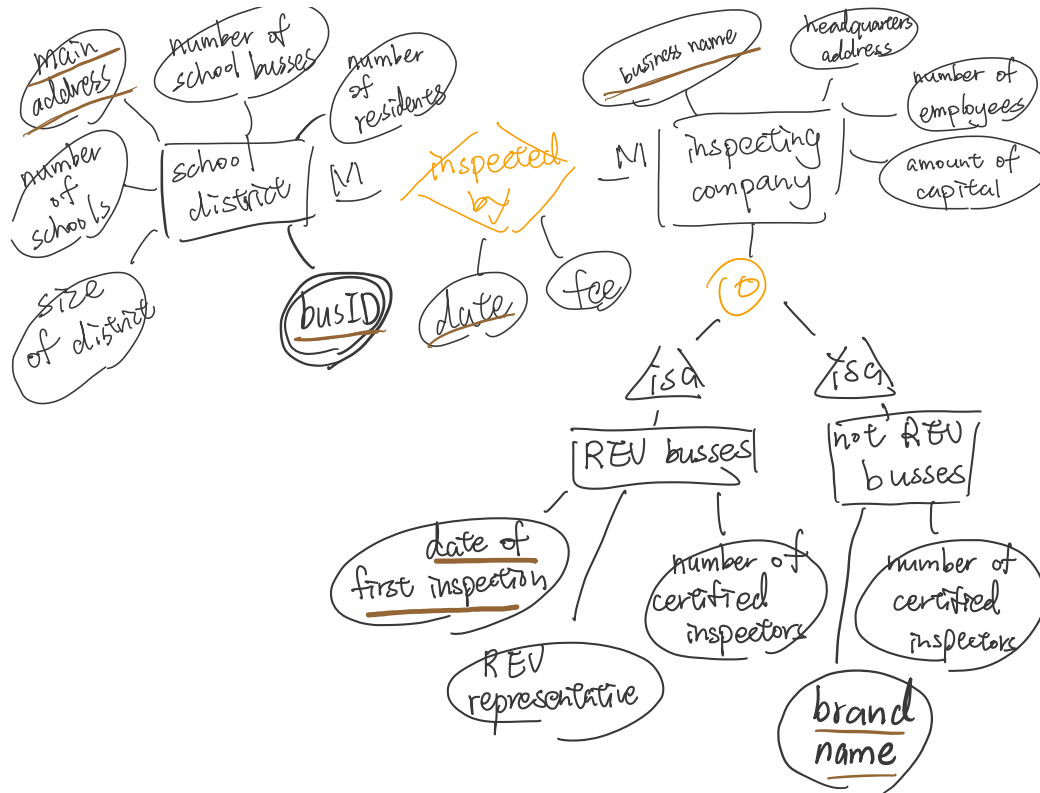 main
address
number of
school busses
number
of
residents
business name
headquarters
address
number of
employees
number
of
schools
school
district
M
inspected
by
M
inspecting
company
amount of
capital
size
of district
busID
date
fee
isa
isa
REV busses
not REV
busses
date of
first inspection
number of
certified
inspectors
number of
certified
inspectors
REV
representative
brand
name